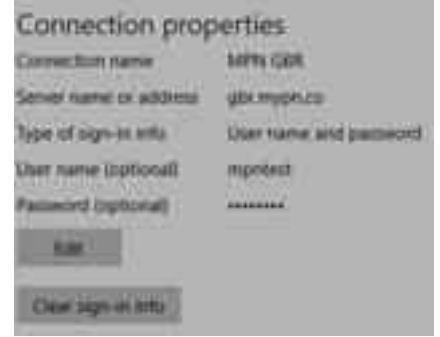 Connection properties
Connection name MPN GBR
Server name or address gbr.mypn.co
Type of sign-in info User name and password
User name (optional) mpntest
Password (optional) ••••••••
Edit
Clear sign-in info